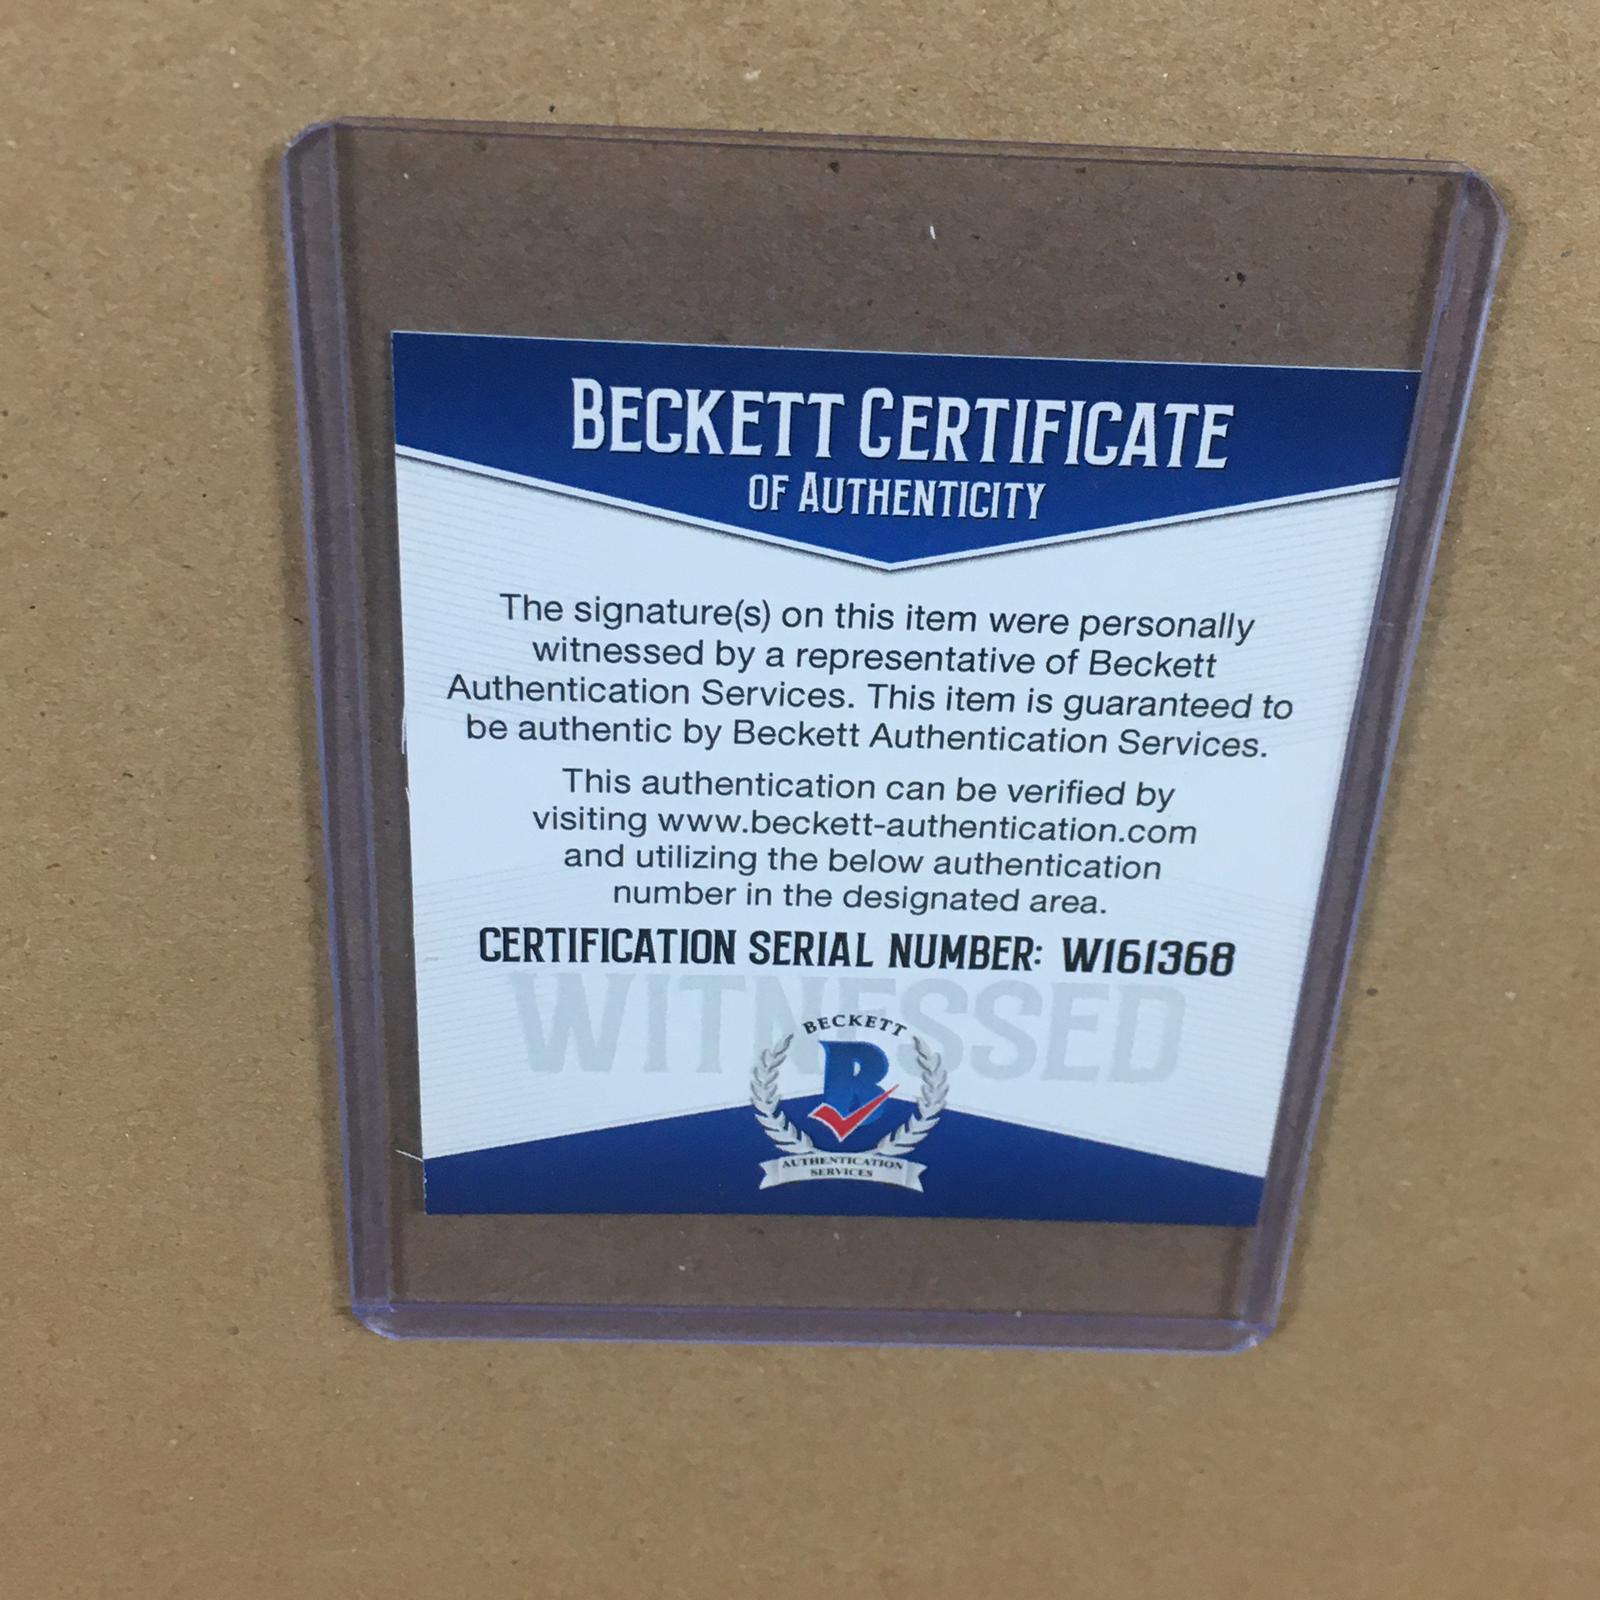 BECKETT CERTIFICATE
OF AUTHENTICITY
The signature(s) on this item were personally
witnessed by a representative of Beckett
Authentication Services. This item is guaranteed to
be authentic by Beckett Authentication Services.
This authentication can be verified by
visiting www.beckett-authentication.com
and utilizing the below authentication
number in the designated area.
CERTIFICATION SERIAL NUMBER: W161368
WITNESSED
BECKETT
B
AUTHENTICATION
SERVICES